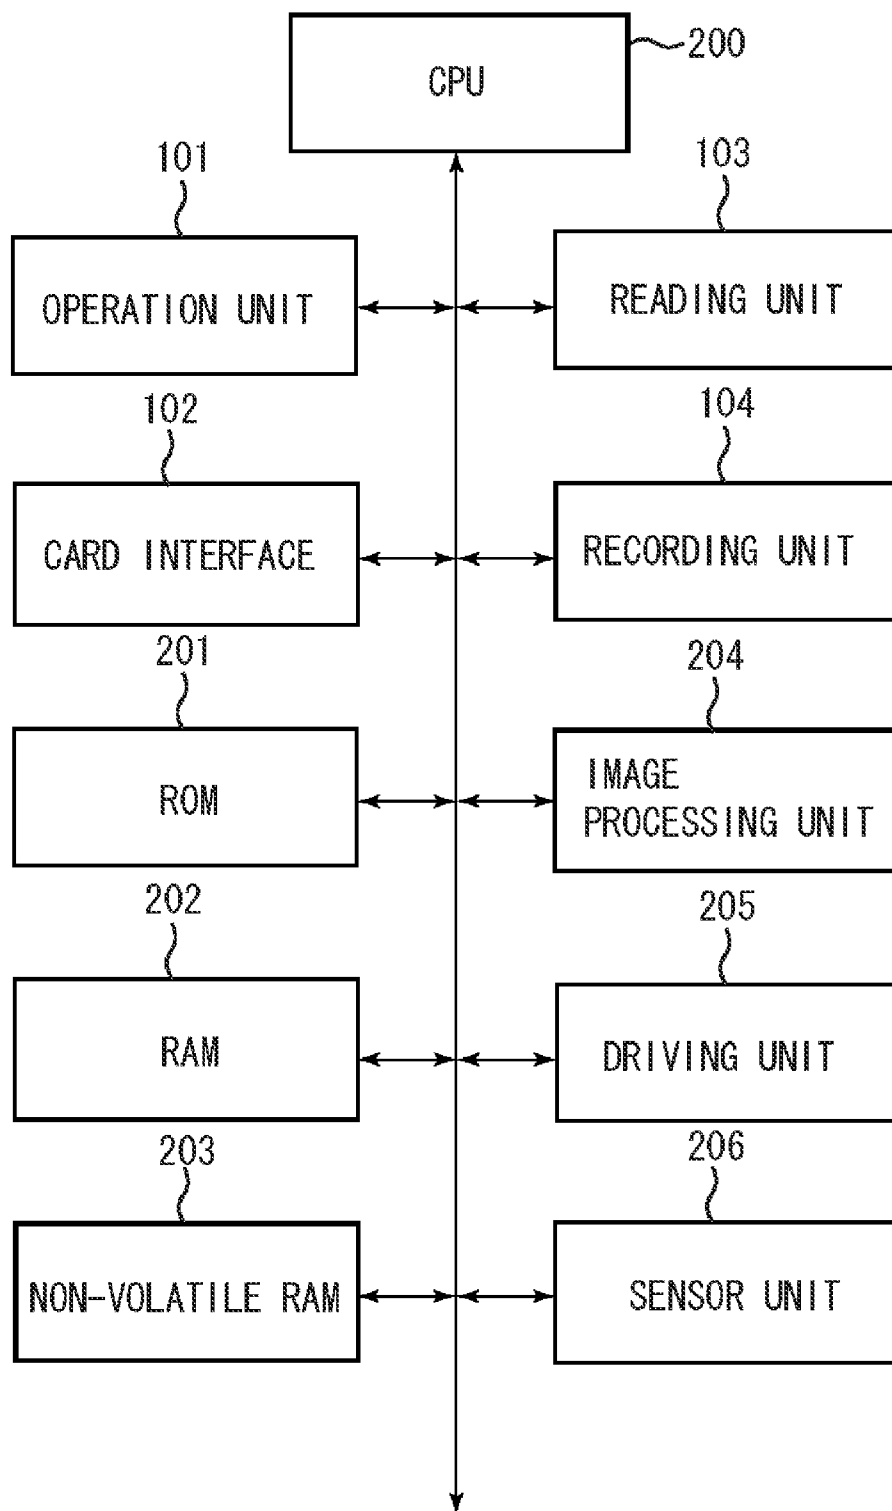 200
CPU
101
103
OPERATION UNIT
READING UNIT
102
104
CARD INTERFACE
RECORDING UNIT
201
204
ROM
IMAGE
PROCESSING UNIT
202
205
RAM
DRIVING UNIT
203
206
NON-VOLATILE RAM
SENSOR UNIT